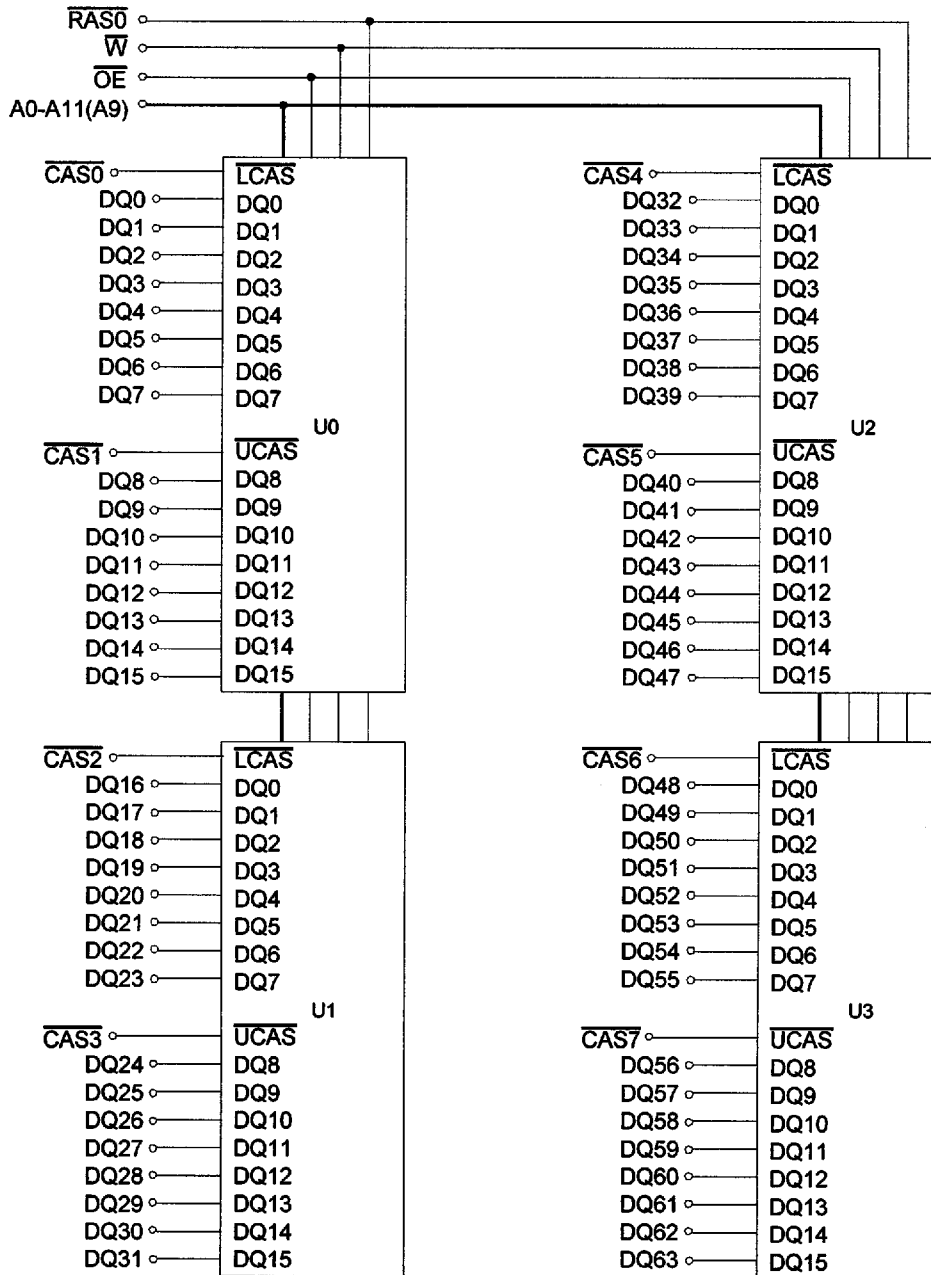 RAS0
W
OE
A0-A11(A9)
CAS0 LCAS
DQ0 DQ0
DQ1 DQ1
DQ2 DQ2
DQ3 DQ3
DQ4 DQ4
DQ5 DQ5
DQ6 DQ6
DQ7 DQ7
U0
CAS1 UCAS
DQ8 DQ8
DQ9 DQ9
DQ10 DQ10
DQ11 DQ11
DQ12 DQ12
DQ13 DQ13
DQ14 DQ14
DQ15 DQ15
CAS4 LCAS
DQ32 DQ0
DQ33 DQ1
DQ34 DQ2
DQ35 DQ3
DQ36 DQ4
DQ37 DQ5
DQ38 DQ6
DQ39 DQ7
U2
CAS5 UCAS
DQ40 DQ8
DQ41 DQ9
DQ42 DQ10
DQ43 DQ11
DQ44 DQ12
DQ45 DQ13
DQ46 DQ14
DQ47 DQ15
CAS2 LCAS
DQ16 DQ0
DQ17 DQ1
DQ18 DQ2
DQ19 DQ3
DQ20 DQ4
DQ21 DQ5
DQ22 DQ6
DQ23 DQ7
U1
CAS3 UCAS
DQ24 DQ8
DQ25 DQ9
DQ26 DQ10
DQ27 DQ11
DQ28 DQ12
DQ29 DQ13
DQ30 DQ14
DQ31 DQ15
CAS6 LCAS
DQ48 DQ0
DQ49 DQ1
DQ50 DQ2
DQ51 DQ3
DQ52 DQ4
DQ53 DQ5
DQ54 DQ6
DQ55 DQ7
U3
CAS7 UCAS
DQ56 DQ8
DQ57 DQ9
DQ58 DQ10
DQ59 DQ11
DQ60 DQ12
DQ61 DQ13
DQ62 DQ14
DQ63 DQ15